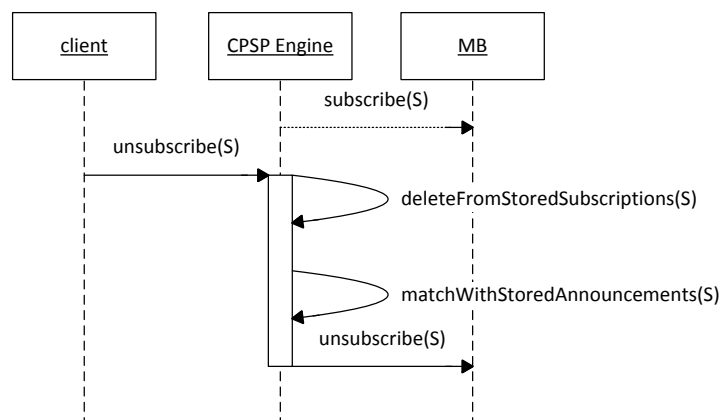 client
CPSP Engine
MB
subscribe(S)
unsubscribe(S)
deleteFromStoredSubscriptions(S)
matchWithStoredAnnouncements(S)
unsubscribe(S)